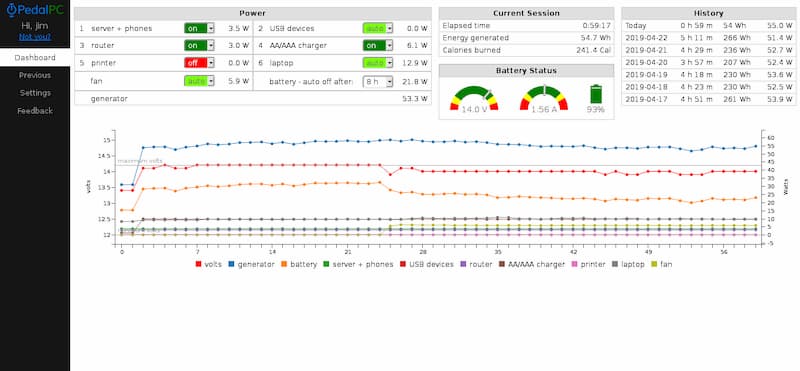 PedalPC
Hi, Jim
Not you?
Dashboard
Previous
Settings
Feedback
Power
1 server + phones on 3.5 W 2 USB devices auto 0.0 W
3 router on 3.0 W 4 AA/AAA charger on 6.1 W
5 printer off 0.0 W 6 laptop auto 12.9 W
fan auto 5.9 W battery - auto off after: 8 h 21.8 W
generator 53.3 W
Current Session
Elapsed time 0:59:17
Energy generated 54.7 Wh
Calories burned 241.4 Cal
Battery Status
14.0 V 1.56 A 93%
History
Today 0 h 59 m 54 Wh 55.0 W
2019-04-22 5 h 11 m 266 Wh 51.4 W
2019-04-21 4 h 29 m 236 Wh 52.7 W
2019-04-20 3 h 57 m 207 Wh 52.4 W
2019-04-19 4 h 18 m 230 Wh 53.6 W
2019-04-18 4 h 23 m 230 Wh 52.5 W
2019-04-17 4 h 51 m 261 Wh 53.9 W
volts
15
14.5
14
13.5
13
12.5
12
maximum volts
60
55
50
45
40
35
30
25
20
15
10
5
0
-5
Watts
0 7 14 21 28 35 42 49 56
volts generator battery server + phones USB devices router AA/AAA charger printer laptop fan